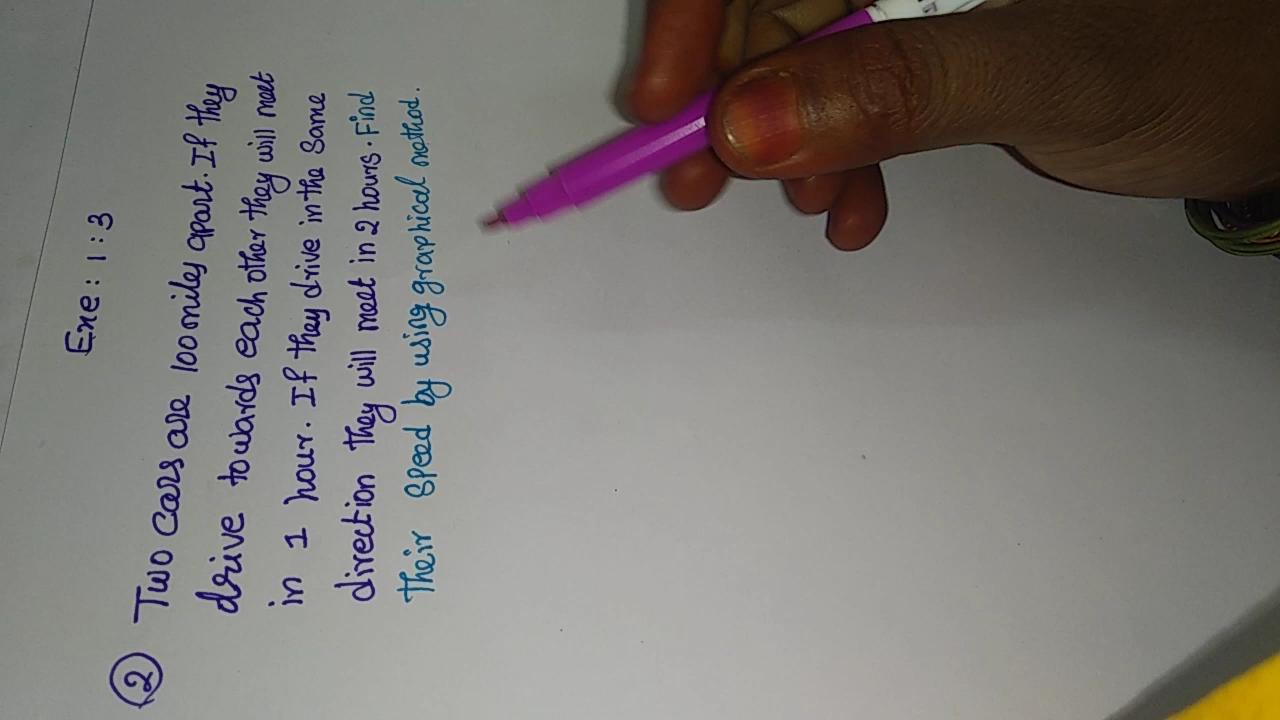 Exe: 1:3
2 Two cars are 100 miles apart. If they
drive towards each other they will meet
in 1 hour. If they drive in the same
direction they will meet in 2 hours. Find
their speed by using graphical method.